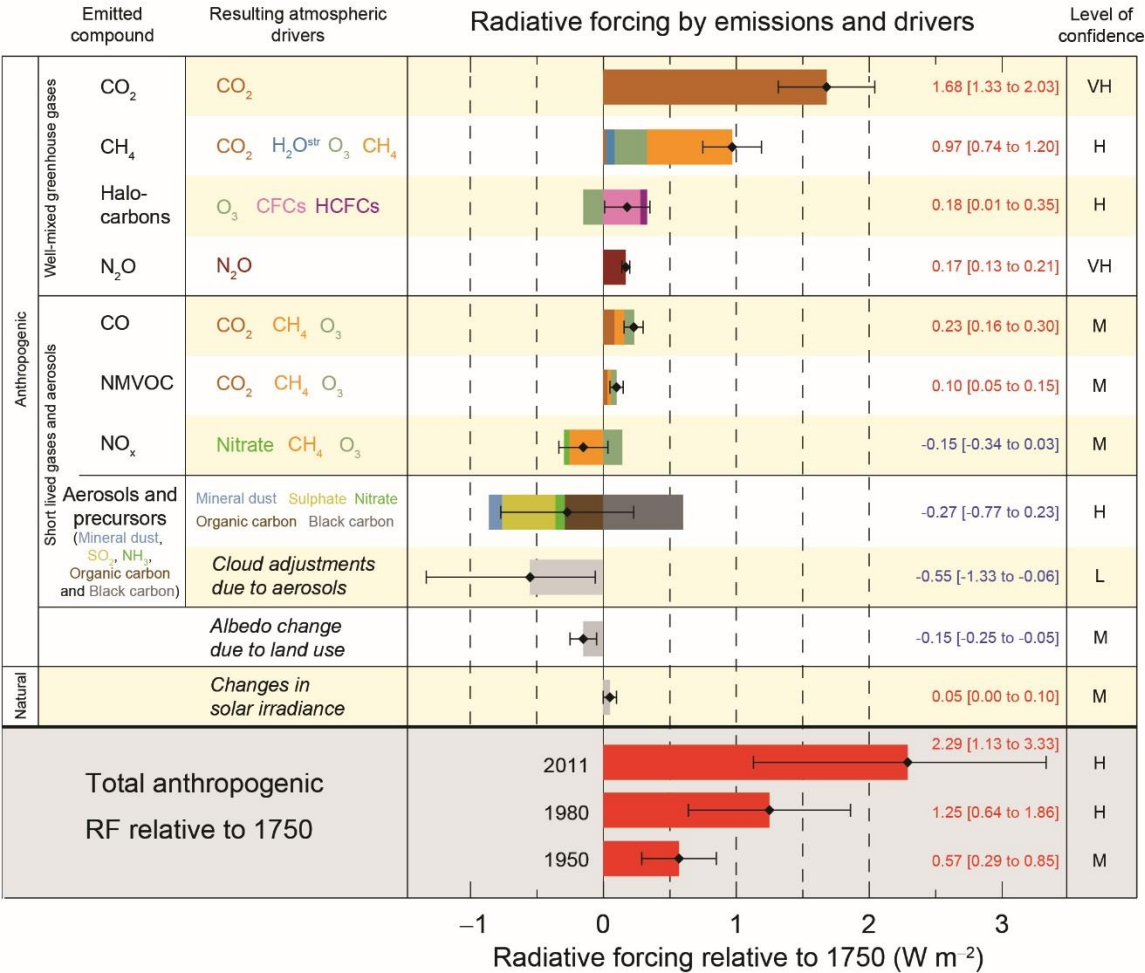 Emitted compound
Resulting atmospheric drivers
Radiative forcing by emissions and drivers
Level of confidence
Anthropogenic
Well-mixed greenhouse gases
CO₂
CO₂
1.68 [1.33 to 2.03]
VH
CH₄
CO₂ H₂Oˢᵗʳ O₃ CH₄
0.97 [0.74 to 1.20]
H
Halo-
carbons
O₃ CFCs HCFCs
0.18 [0.01 to 0.35]
H
N₂O
N₂O
0.17 [0.13 to 0.21]
VH
Short lived gases and aerosols
CO
CO₂ CH₄ O₃
0.23 [0.16 to 0.30]
M
NMVOC
CO₂ CH₄ O₃
0.10 [0.05 to 0.15]
M
NOₓ
Nitrate CH₄ O₃
-0.15 [-0.34 to 0.03]
M
Aerosols and
precursors
(Mineral dust,
SO₂, NH₃,
Organic carbon
and Black carbon)
Mineral dust Sulphate Nitrate
Organic carbon Black carbon
-0.27 [-0.77 to 0.23]
H
Cloud adjustments
due to aerosols
-0.55 [-1.33 to -0.06]
L
Albedo change
due to land use
-0.15 [-0.25 to -0.05]
M
Natural
Changes in
solar irradiance
0.05 [0.00 to 0.10]
M
Total anthropogenic
RF relative to 1750
2011
2.29 [1.13 to 3.33]
H
1980
1.25 [0.64 to 1.86]
H
1950
0.57 [0.29 to 0.85]
M
−1 0 1 2 3
Radiative forcing relative to 1750 (W m⁻²)